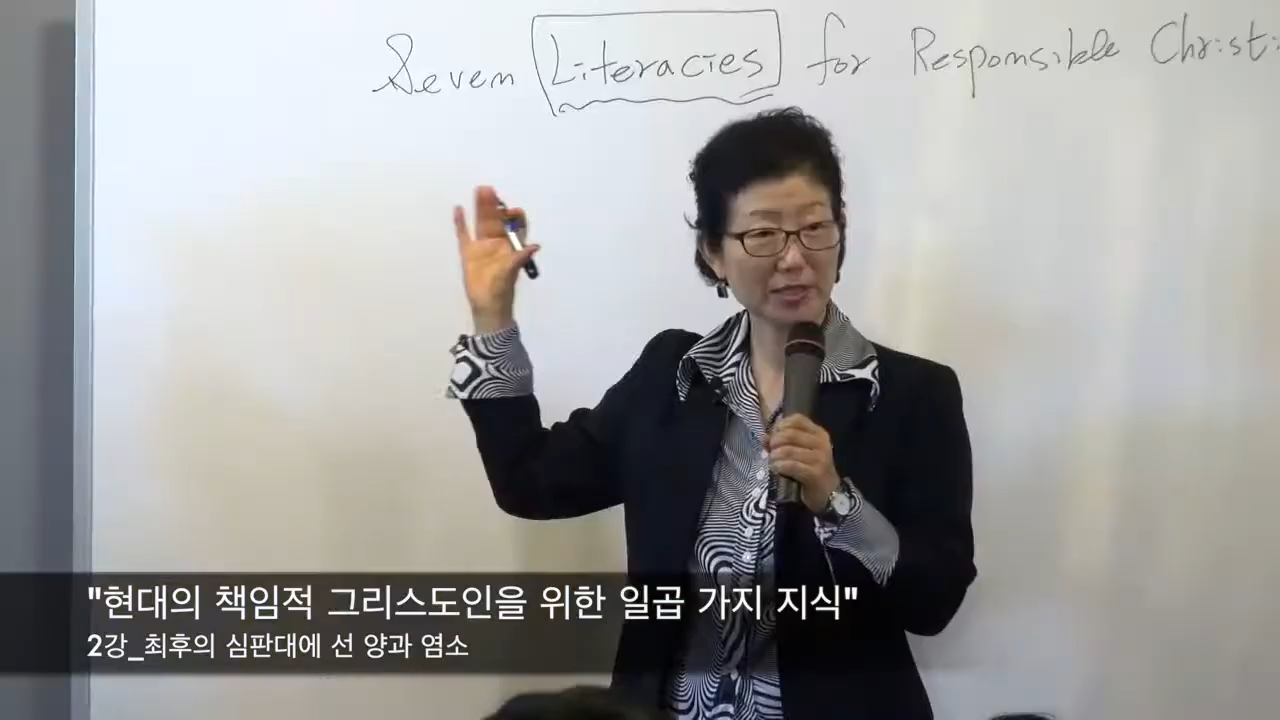 Seven Literacies for Responsible Christi
"현대의 책임적 그리스도인을 위한 일곱 가지 지식"
2강_최후의 심판대에 선 양과 염소